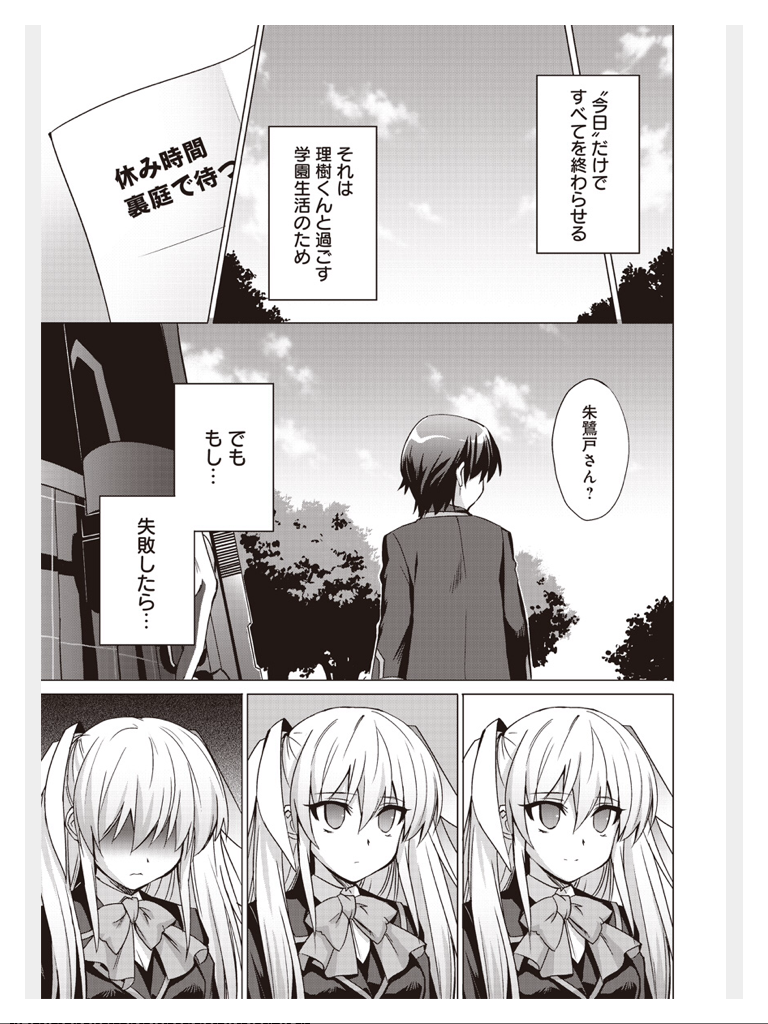 “今日”だけで
すべてを終わらせる
それは
理樹くんと過ごす
学園生活のため
休み時間
裏庭で待つ
朱鷺戸さん?
でも
もし…
失敗したら…